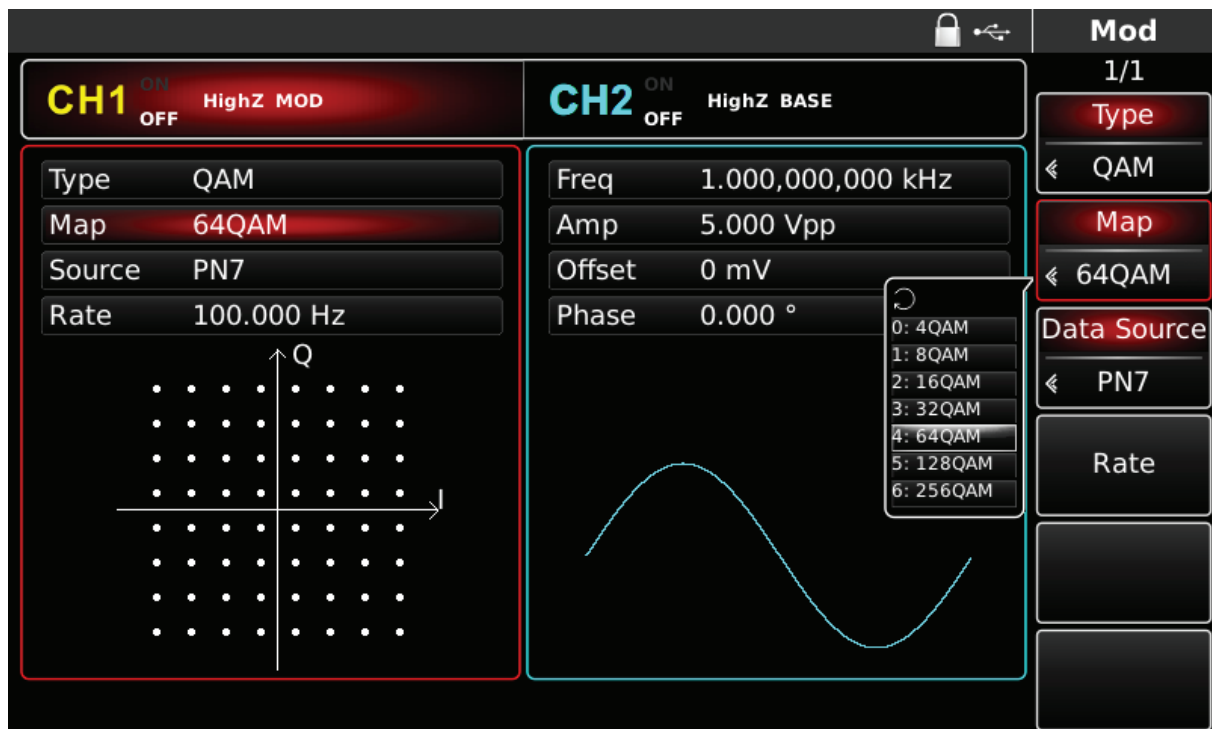 Mod
1/1
CH1 ON OFF HighZ MOD
CH2 ON OFF HighZ BASE
Type QAM
Map 64QAM
Source PN7
Rate 100.000 Hz
Q
I
Freq 1.000,000,000 kHz
Amp 5.000 Vpp
Offset 0 mV
Phase 0.000 °
0: 4QAM
1: 8QAM
2: 16QAM
3: 32QAM
4: 64QAM
5: 128QAM
6: 256QAM
Type
QAM
Map
64QAM
Data Source
PN7
Rate